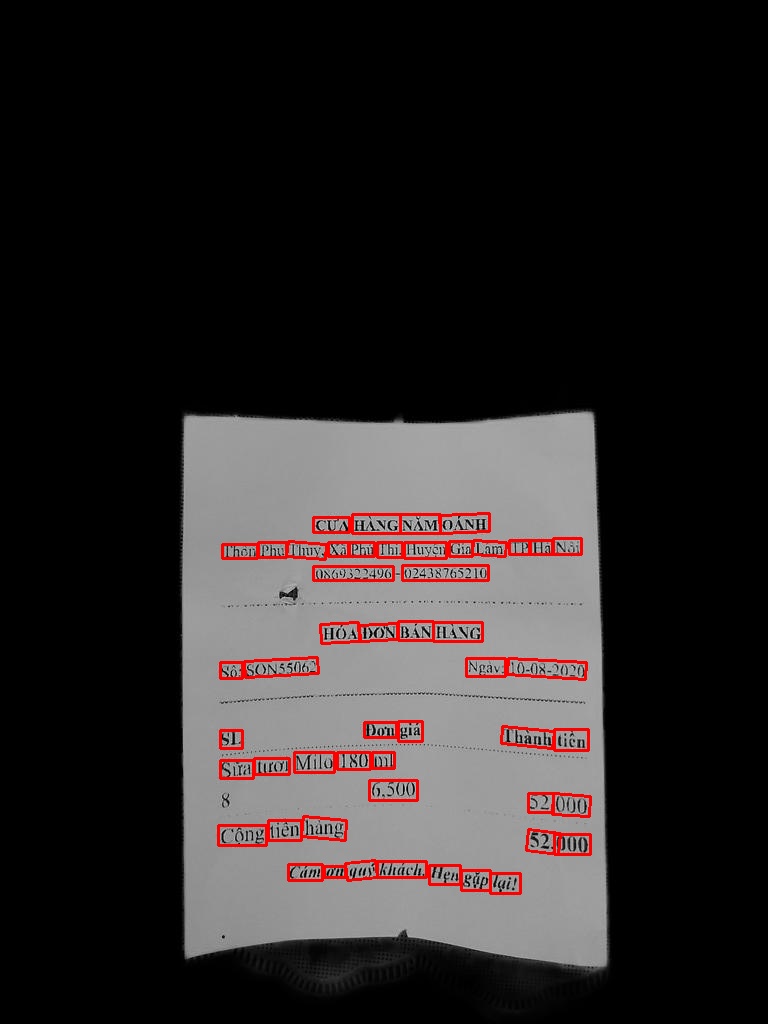 CỬA HÀNG NĂM OÁNH
Thôn Phú Thụy, Xã Phú Thị, Huyện Gia Lâm, TP Hà Nội
0869322496 - 02438765210
HÓA ĐƠN BÁN HÀNG
Số: SON55062 Ngày: 10-08-2020
SL Đơn giá Thành tiền
Sữa tươi Milo 180 ml
8 6,500 52,000
Cộng tiền hàng 52,000
Cám ơn quý khách. Hẹn gặp lại!